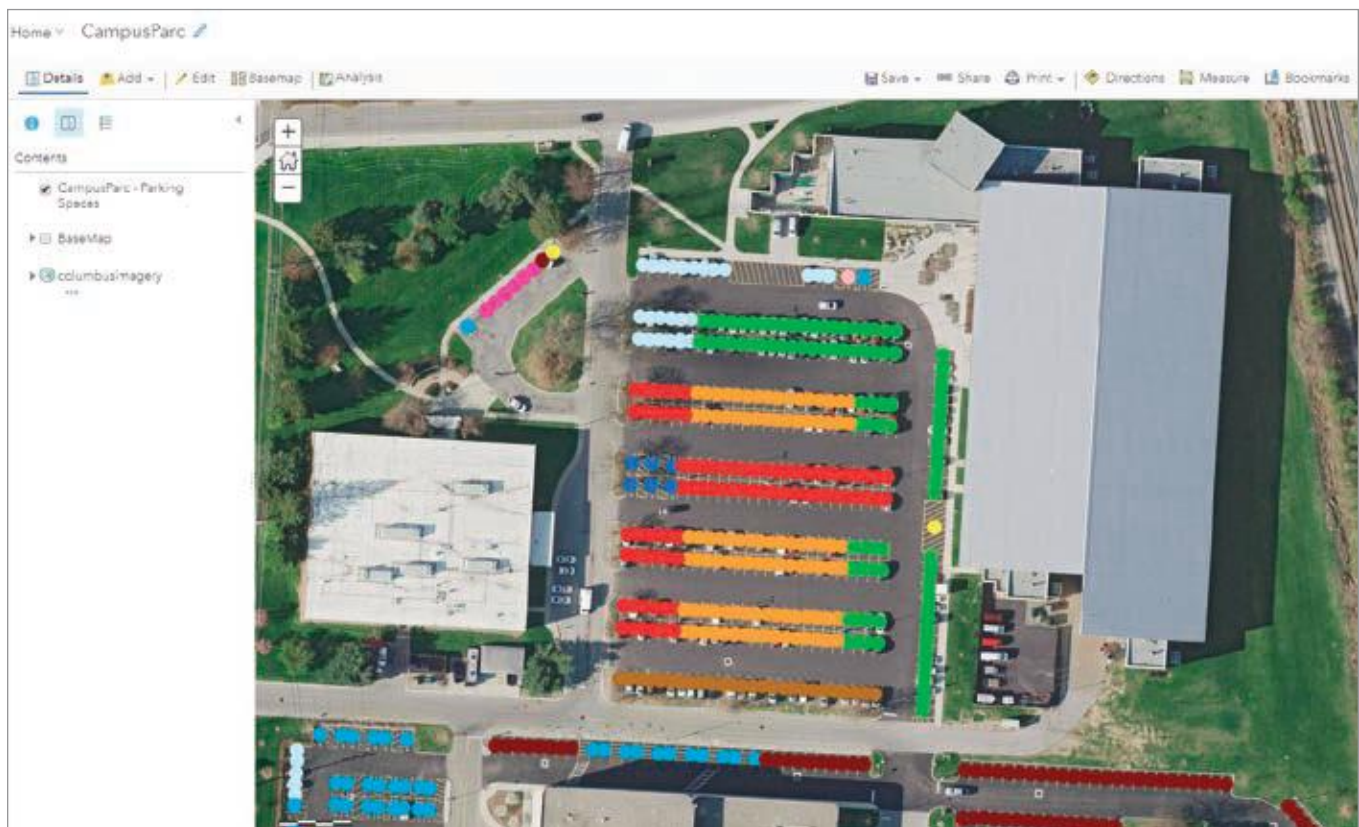 Home CampusParc
Details Add Edit Basemap Analysis Save Share Print Directions Measure Bookmarks
Contents
CampusParc - Parking
Spaces
BaseMap
columbusimagery